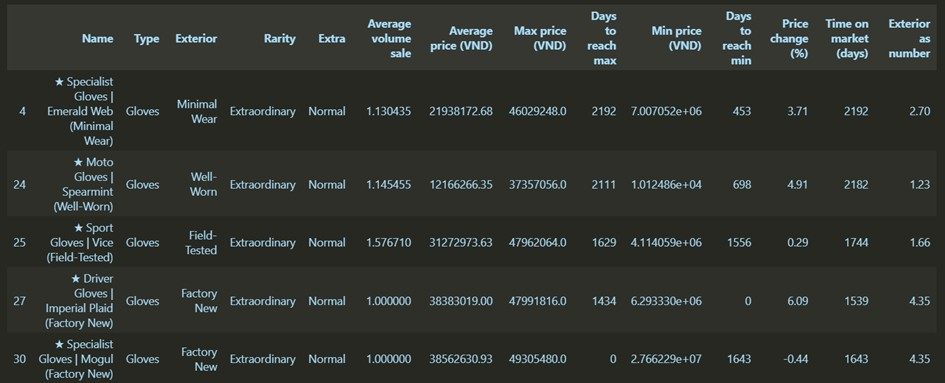 Name Type Exterior Rarity Extra Average volume sale Average price (VND) Max price (VND) Days to reach max Min price (VND) Days to reach min Price change (%) Time on market (days) Exterior as number
4 ★ Specialist Gloves | Emerald Web (Minimal Wear) Gloves Minimal Wear Extraordinary Normal 1.130435 21938172.68 46029248.0 2192 7.007052e+06 453 3.71 2192 2.70
24 ★ Moto Gloves | Spearmint (Well-Worn) Gloves Well-Worn Extraordinary Normal 1.145455 12166266.35 37357056.0 2111 1.012486e+04 698 4.91 2182 1.23
25 ★ Sport Gloves | Vice (Field-Tested) Gloves Field-Tested Extraordinary Normal 1.576710 31272973.63 47962064.0 1629 4.114059e+06 1556 0.29 1744 1.66
27 ★ Driver Gloves | Imperial Plaid (Factory New) Gloves Factory New Extraordinary Normal 1.000000 38383019.00 47991816.0 1434 6.293330e+06 0 6.09 1539 4.35
30 ★ Specialist Gloves | Mogul (Factory New) Gloves Factory New Extraordinary Normal 1.000000 38562630.93 49305480.0 0 2.766229e+07 1643 -0.44 1643 4.35